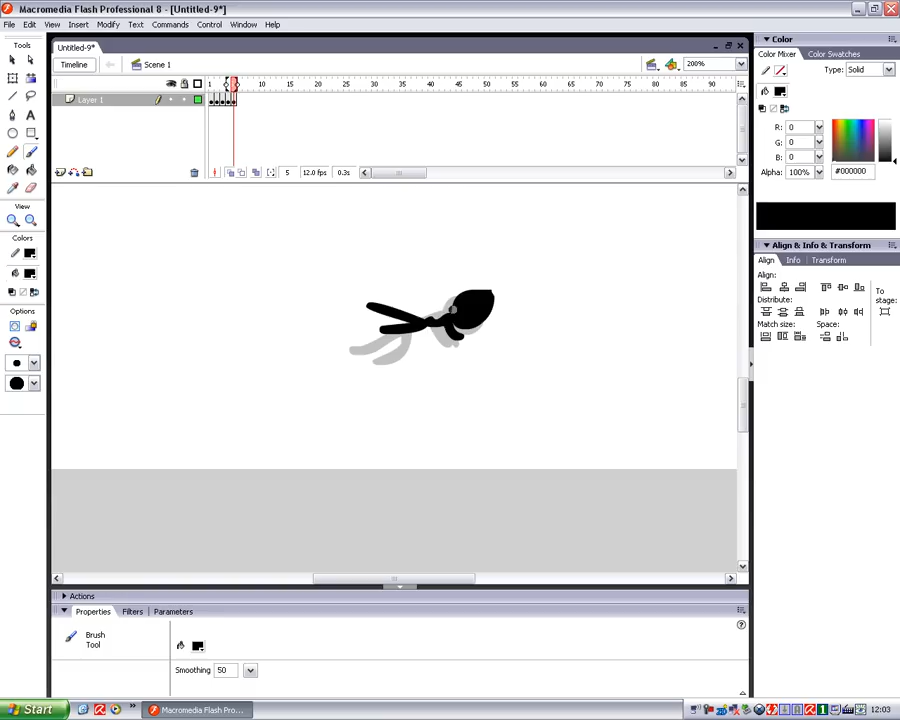 Macromedia Flash Professional 8 - [Untitled-9*]
File Edit View Insert Modify Text Commands Control Window Help
Tools
View
Colors
Options
Untitled-9*
Timeline
Scene 1
200%
1 10 15 20 25 30 35 40 45 50 55 60 65 70 75 80 85 90
Layer 1
5 12.0 fps 0.3s
Color
Color Mixer Color Swatches
Type: Solid
R: 0
G: 0
B: 0
Alpha: 100% #000000
Align & Info & Transform
Align Info Transform
Align:
Distribute:
Match size: Space:
To stage:
Actions
Properties Filters Parameters
Brush
Tool
Smoothing 50
Start
Macromedia Flash Pro...
12:03